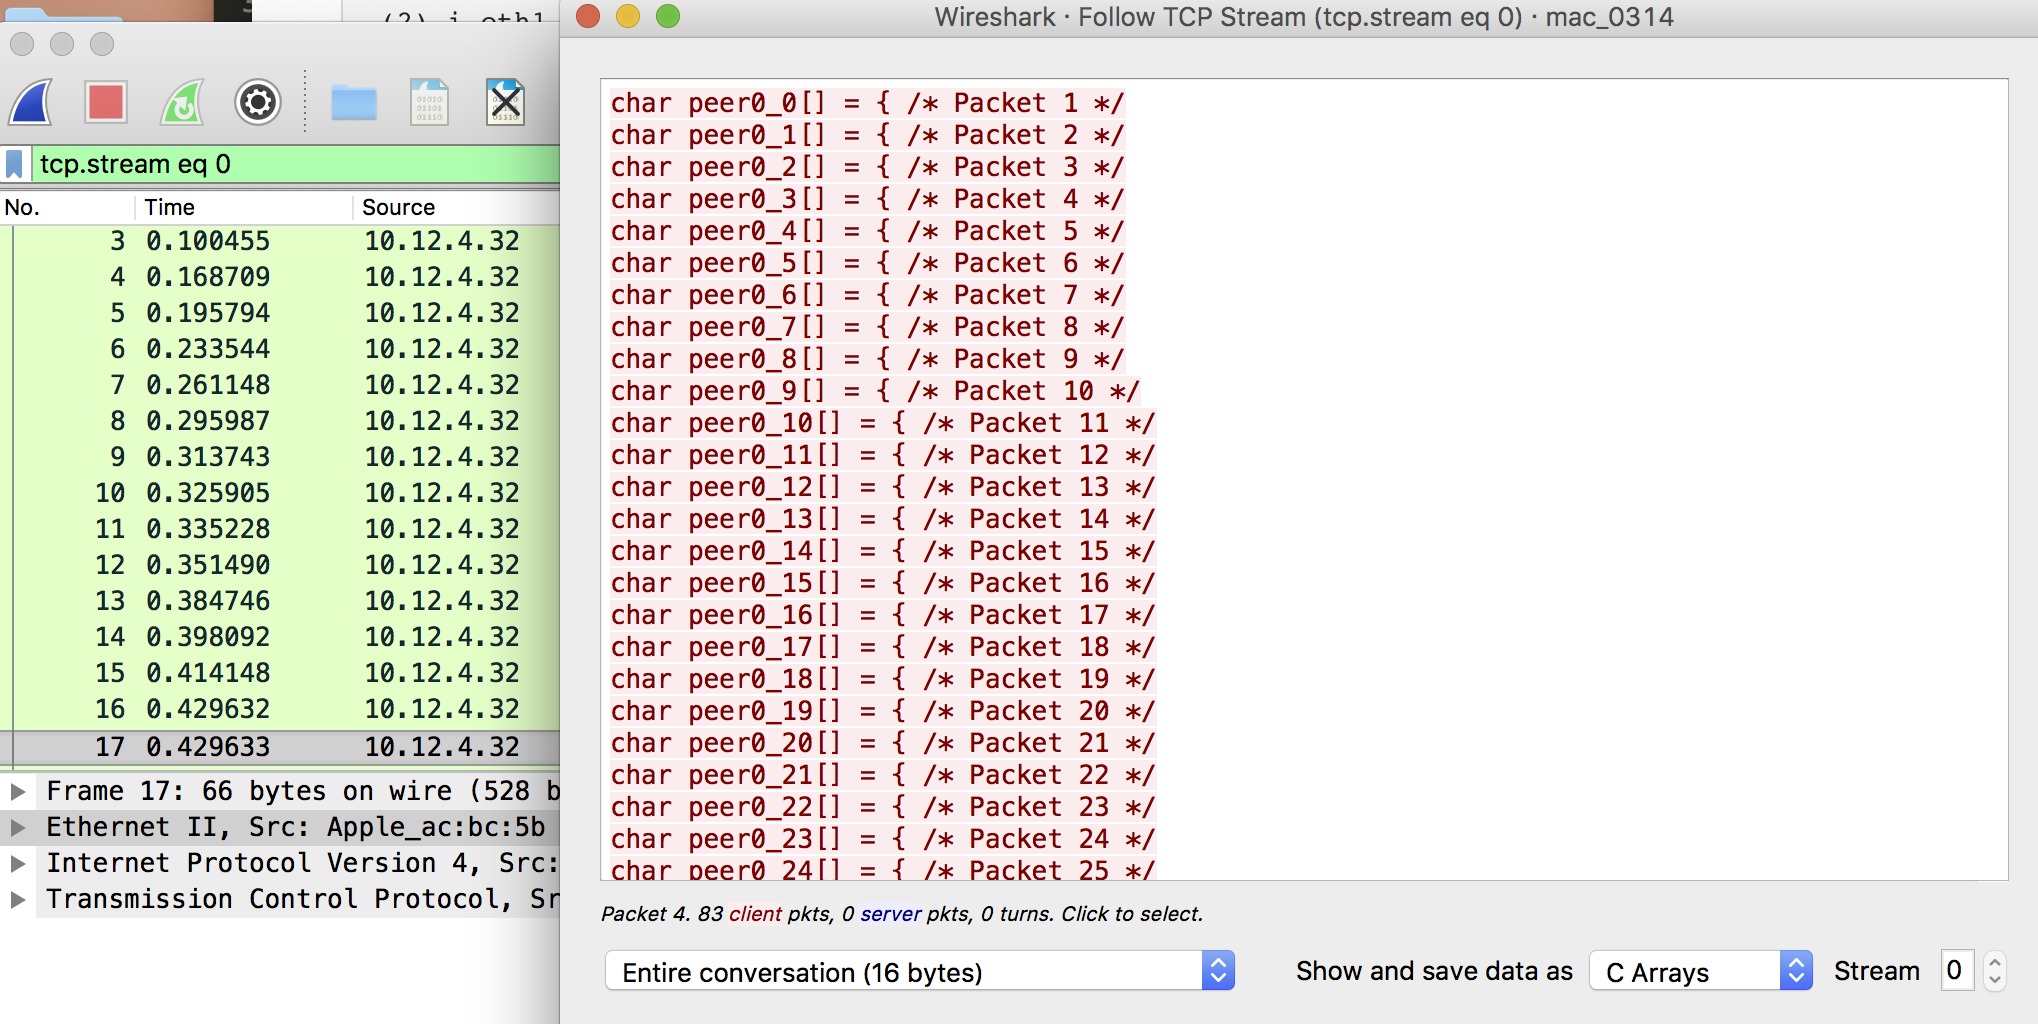 Wireshark · Follow TCP Stream (tcp.stream eq 0) · mac_0314
tcp.stream eq 0
No. Time Source
3 0.100455 10.12.4.32
4 0.168709 10.12.4.32
5 0.195794 10.12.4.32
6 0.233544 10.12.4.32
7 0.261148 10.12.4.32
8 0.295987 10.12.4.32
9 0.313743 10.12.4.32
10 0.325905 10.12.4.32
11 0.335228 10.12.4.32
12 0.351490 10.12.4.32
13 0.384746 10.12.4.32
14 0.398092 10.12.4.32
15 0.414148 10.12.4.32
16 0.429632 10.12.4.32
17 0.429633 10.12.4.32
Frame 17: 66 bytes on wire (528 b
Ethernet II, Src: Apple_ac:bc:5b
Internet Protocol Version 4, Src:
Transmission Control Protocol, Sr
char peer0_0[] = { /* Packet 1 */
char peer0_1[] = { /* Packet 2 */
char peer0_2[] = { /* Packet 3 */
char peer0_3[] = { /* Packet 4 */
char peer0_4[] = { /* Packet 5 */
char peer0_5[] = { /* Packet 6 */
char peer0_6[] = { /* Packet 7 */
char peer0_7[] = { /* Packet 8 */
char peer0_8[] = { /* Packet 9 */
char peer0_9[] = { /* Packet 10 */
char peer0_10[] = { /* Packet 11 */
char peer0_11[] = { /* Packet 12 */
char peer0_12[] = { /* Packet 13 */
char peer0_13[] = { /* Packet 14 */
char peer0_14[] = { /* Packet 15 */
char peer0_15[] = { /* Packet 16 */
char peer0_16[] = { /* Packet 17 */
char peer0_17[] = { /* Packet 18 */
char peer0_18[] = { /* Packet 19 */
char peer0_19[] = { /* Packet 20 */
char peer0_20[] = { /* Packet 21 */
char peer0_21[] = { /* Packet 22 */
char peer0_22[] = { /* Packet 23 */
char peer0_23[] = { /* Packet 24 */
char peer0_24[] = { /* Packet 25 */
Packet 4. 83 client pkts, 0 server pkts, 0 turns. Click to select.
Entire conversation (16 bytes) Show and save data as C Arrays Stream 0